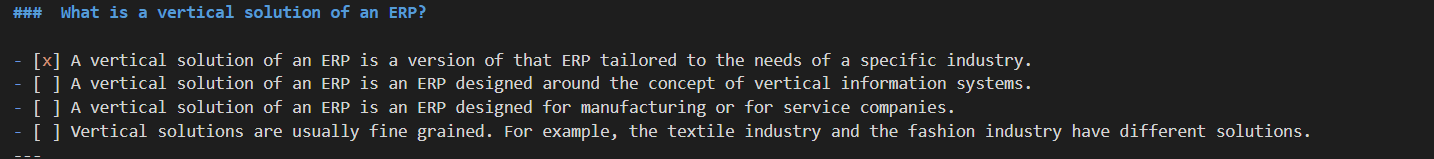 ###  What is a vertical solution of an ERP?
- [x] A vertical solution of an ERP is a version of that ERP tailored to the needs of a specific industry.
- [ ] A vertical solution of an ERP is an ERP designed around the concept of vertical information systems.
- [ ] A vertical solution of an ERP is an ERP designed for manufacturing or for service companies.
- [ ] Vertical solutions are usually fine grained. For example, the textile industry and the fashion industry have different solutions.
---